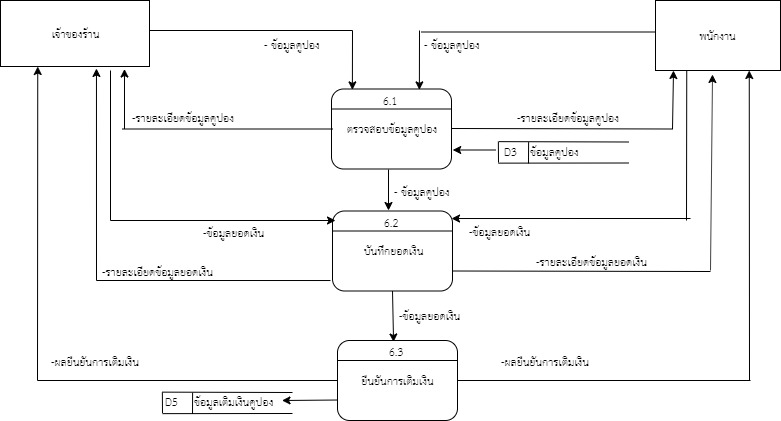 เจ้าของร้าน
พนักงาน
- ข้อมูลคูปอง
- ข้อมูลคูปอง
6.1
ตรวจสอบข้อมูลคูปอง
-รายละเอียดข้อมูลคูปอง
-รายละเอียดข้อมูลคูปอง
D3 ข้อมูลคูปอง
- ข้อมูลคูปอง
6.2
บันทึกยอดเงิน
-ข้อมูลยอดเงิน
-ข้อมูลยอดเงิน
-รายละเอียดข้อมูลยอดเงิน
-รายละเอียดข้อมูลยอดเงิน
-ข้อมูลยอดเงิน
6.3
ยืนยันการเติมเงิน
-ผลยืนยันการเติมเงิน
-ผลยืนยันการเติมเงิน
D5 ข้อมูลเติมเงินคูปอง